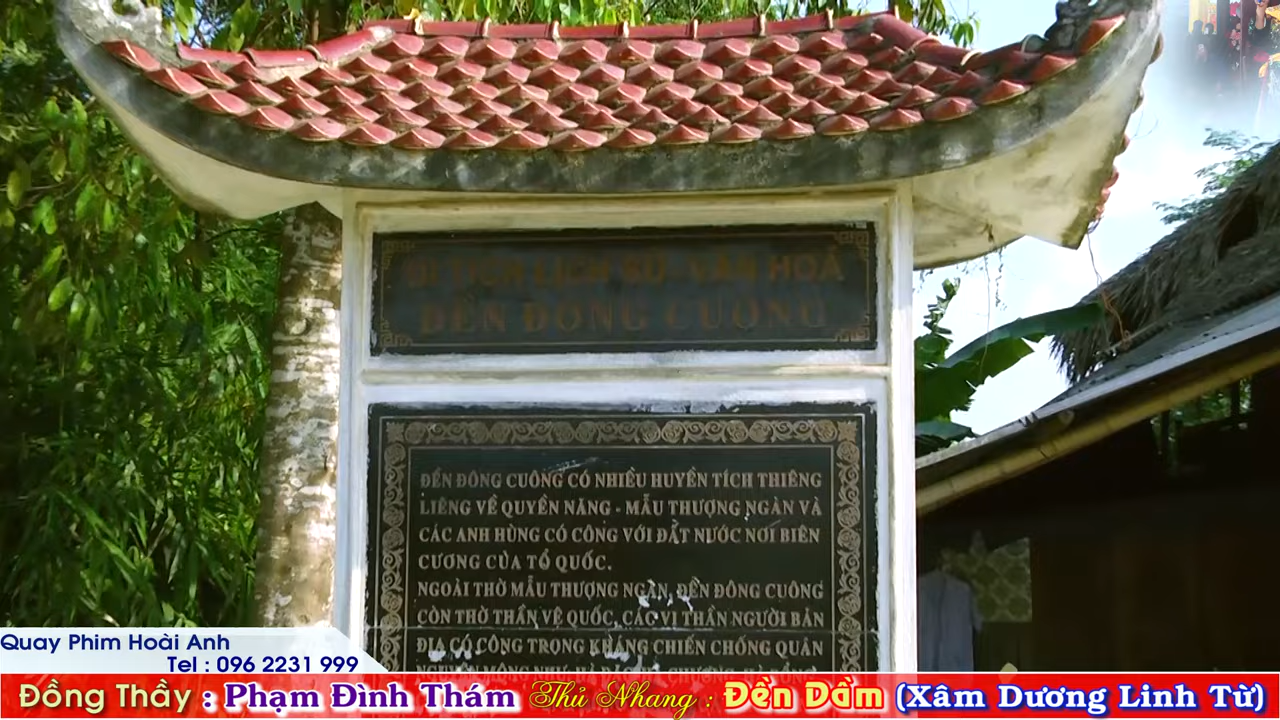 DI TÍCH LỊCH SỬ - VĂN HOÁ
ĐỀN ĐÔNG CUÔNG
ĐỀN ĐÔNG CUÔNG CÓ NHIỀU HUYỀN TÍCH THIÊNG
LIÊNG VỀ QUYỀN NĂNG - MẪU THƯỢNG NGÀN VÀ
CÁC ANH HÙNG CÓ CÔNG VỚI ĐẤT NƯỚC NƠI BIÊN
CƯƠNG CỦA TỔ QUỐC.
NGOÀI THỜ MẪU THƯỢNG NGÀN, ĐỀN ĐÔNG CUÔNG
CÒN THỜ THẦN VỆ QUỐC, CÁC VỊ THẦN NGƯỜI BẢN
ĐỊA CÓ CÔNG TRONG KHÁNG CHIẾN CHỐNG QUÂN
Quay Phim Hoài Anh
Tel : 096 2231 999
Đồng Thầy : Phạm Đình Thám Thủ Nhang : Đền Dầm (Xâm Dương Linh Từ)